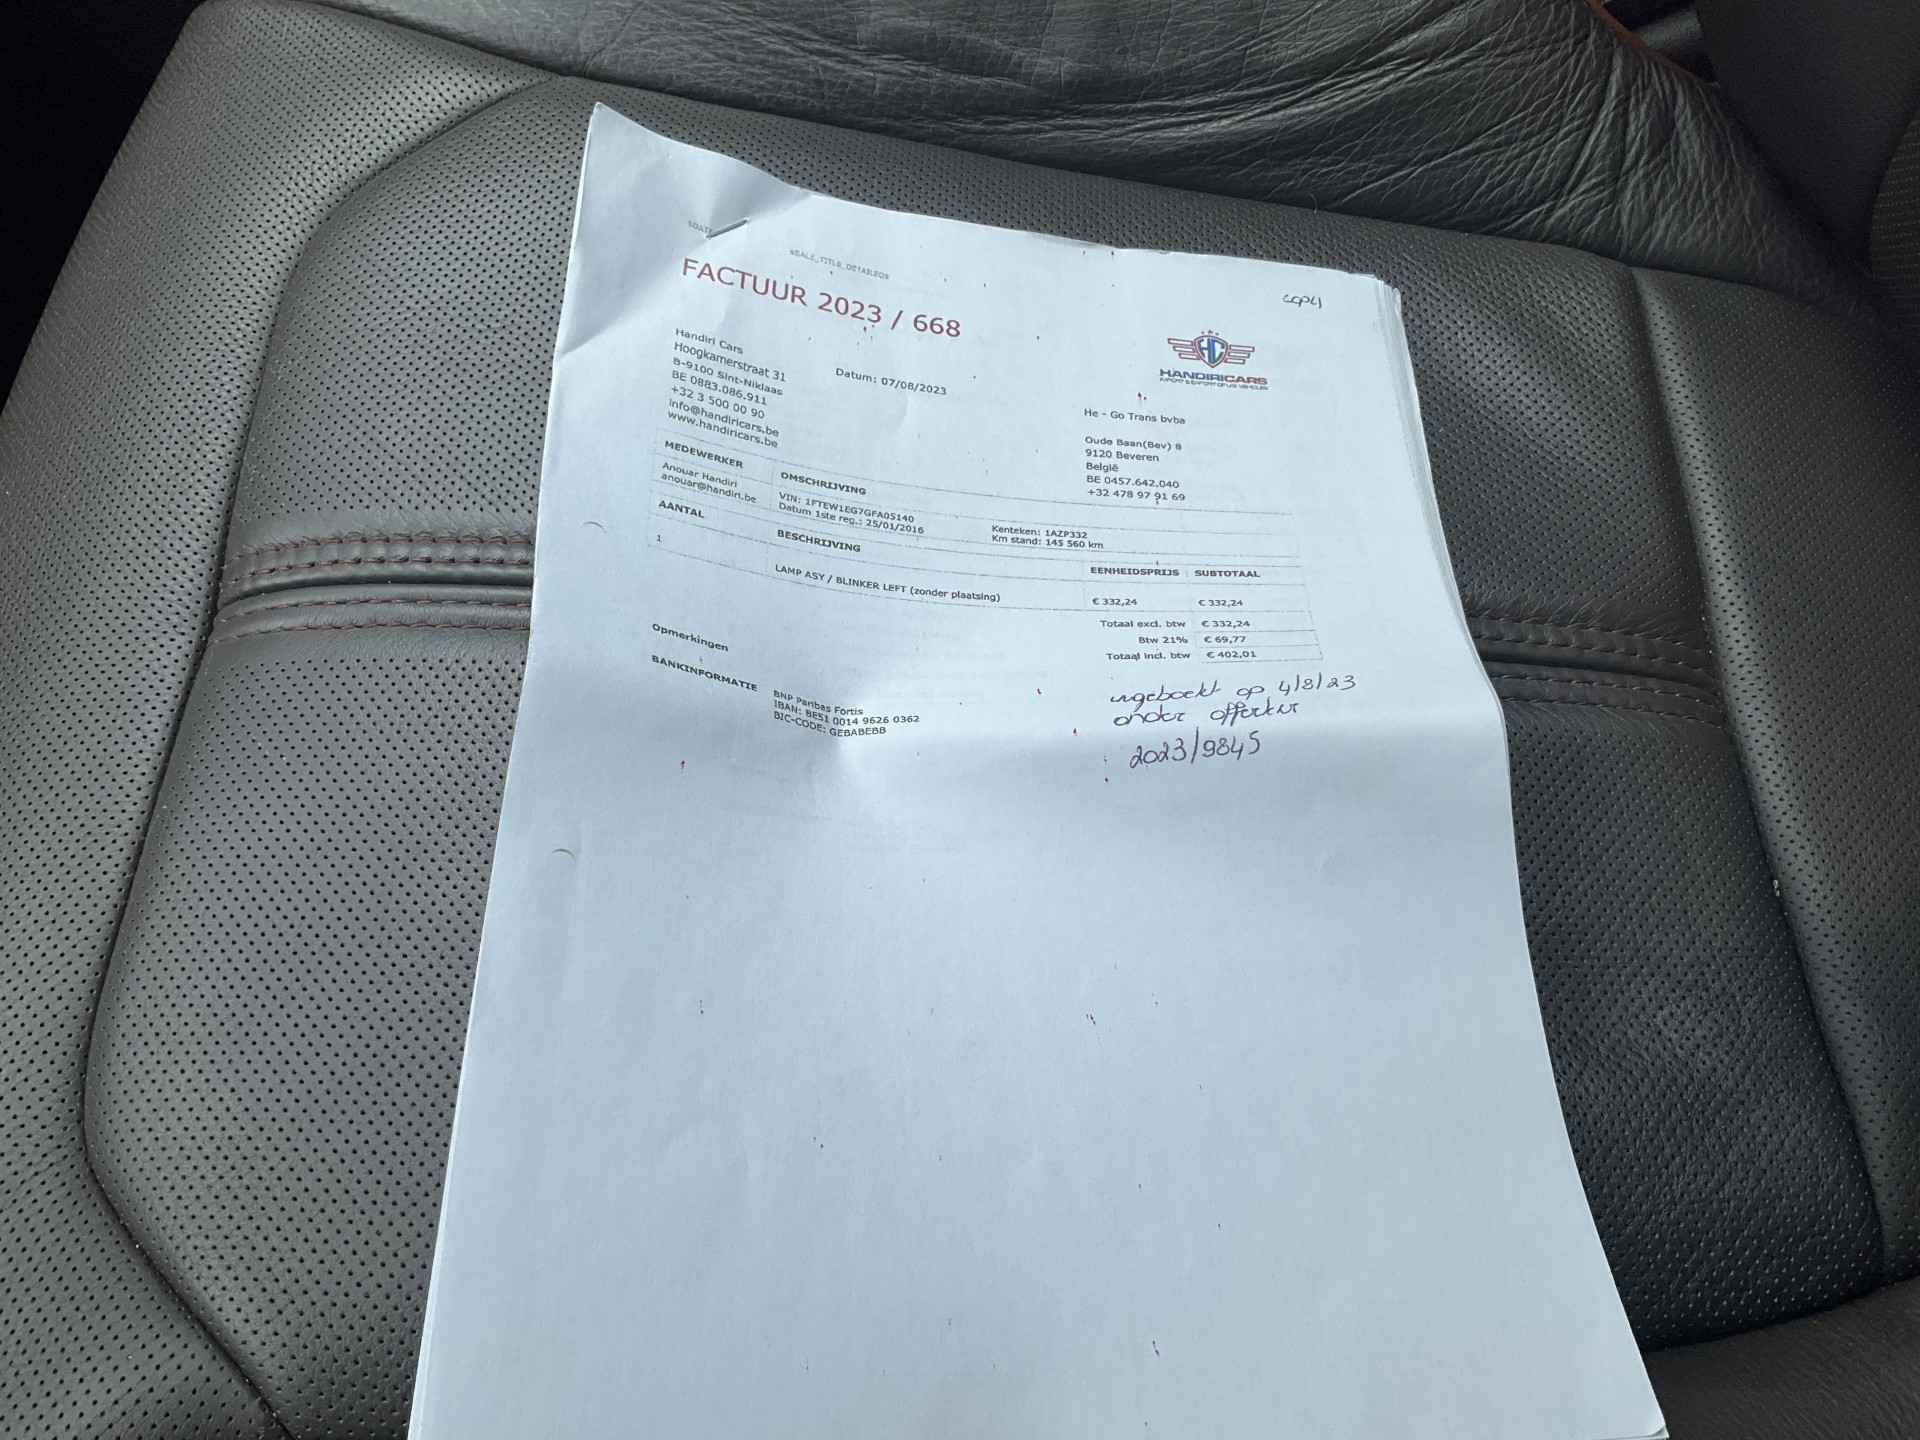 FACTUUR 2023 / 668
copy
Handiri Cars
Hoogkamerstraat 31
B-9100 Sint-Niklaas
BE 0883.086.911
+32 3 500 00 90
info@handiricars.be
www.handiricars.be
Datum: 07/08/2023
HC
HANDIRICARS
He - Go Trans bvba
Oude Baan(Bev) 8
9120 Beveren
België
BE 0457.642.040
+32 478 97 91 69
MEDEWERKER OMSCHRIJVING
Anouar Handiri
anouar@handiri.be
VIN: 1FTEW1EG7GFA05140 Kenteken: 1AZP332
Datum 1ste reg.: 25/01/2016 Km stand: 145 560 km
AANTAL BESCHRIJVING EENHEIDSPRIJS SUBTOTAAL
1 LAMP ASY / BLINKER LEFT (zonder plaatsing) € 332,24 € 332,24
Totaal excl. btw € 332,24
Btw 21% € 69,77
Totaal incl. btw € 402,01
Opmerkingen
BANKINFORMATIE
BNP Paribas Fortis
IBAN: BE51 0014 9626 0362
BIC-CODE: GEBABEBB
ingeboekt op 4/8/23
onder
2023/9845